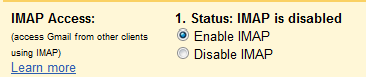 IMAP Access:
(access Gmail from other clients
using IMAP)
Learn more
1. Status: IMAP is disabled
Enable IMAP
Disable IMAP